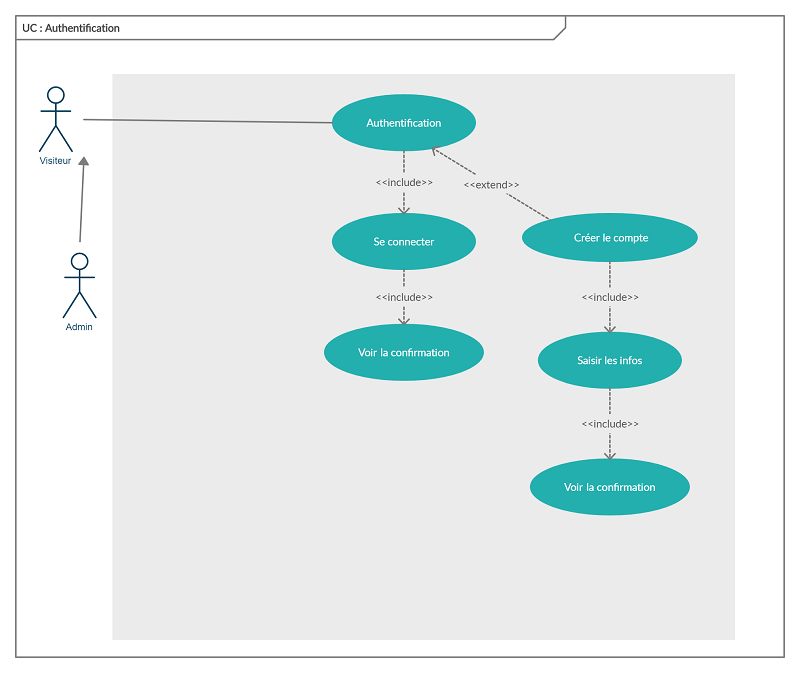 UC : Authentification
Authentification
Visiteur
<<include>>
<<extend>>
Se connecter
Créer le compte
<<include>>
<<include>>
Admin
Voir la confirmation
Saisir les infos
<<include>>
Voir la confirmation